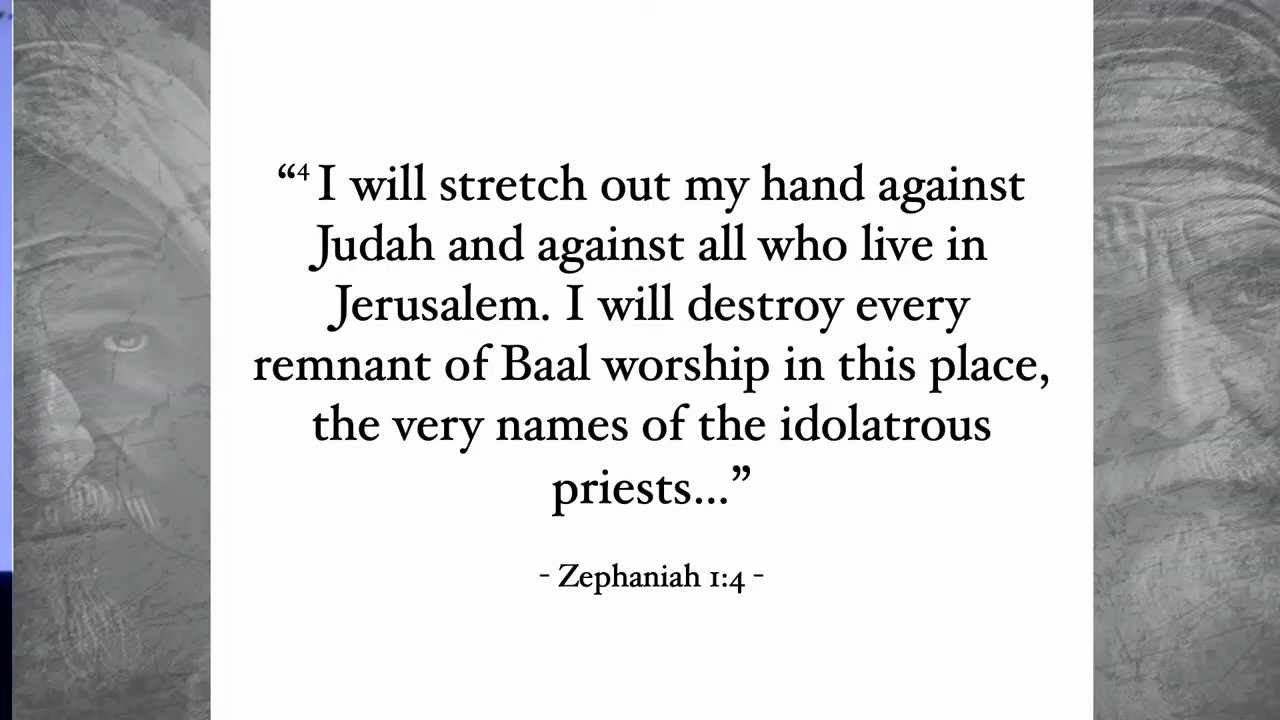 “⁴ I will stretch out my hand against
Judah and against all who live in
Jerusalem. I will destroy every
remnant of Baal worship in this place,
the very names of the idolatrous
priests...”
- Zephaniah 1:4 -